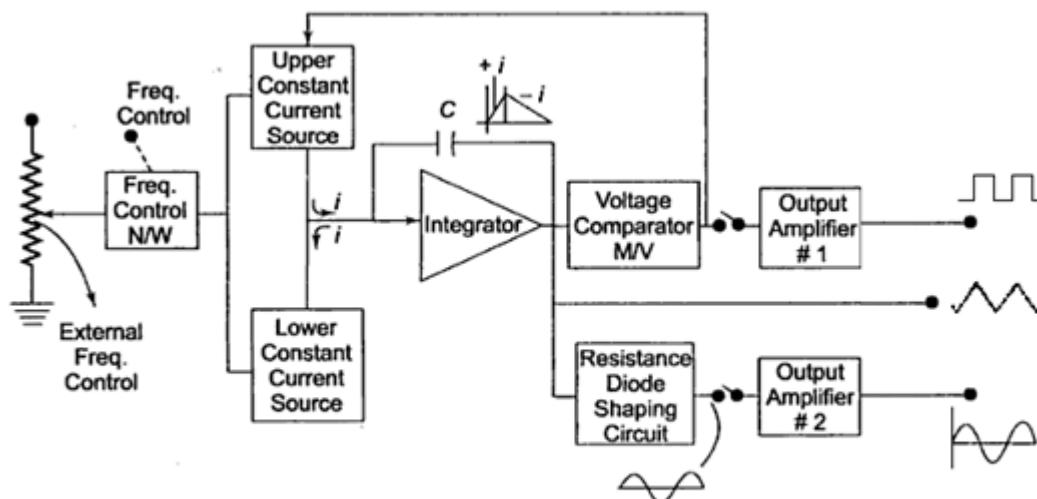 Upper
Constant
Current
Source
Freq.
Control
Freq.
Control
N/W
External
Freq.
Control
Lower
Constant
Current
Source
i
i
C
+ i
- i
Integrator
Voltage
Comparator
M/V
Output
Amplifier
# 1
Resistance
Diode
Shaping
Circuit
Output
Amplifier
# 2